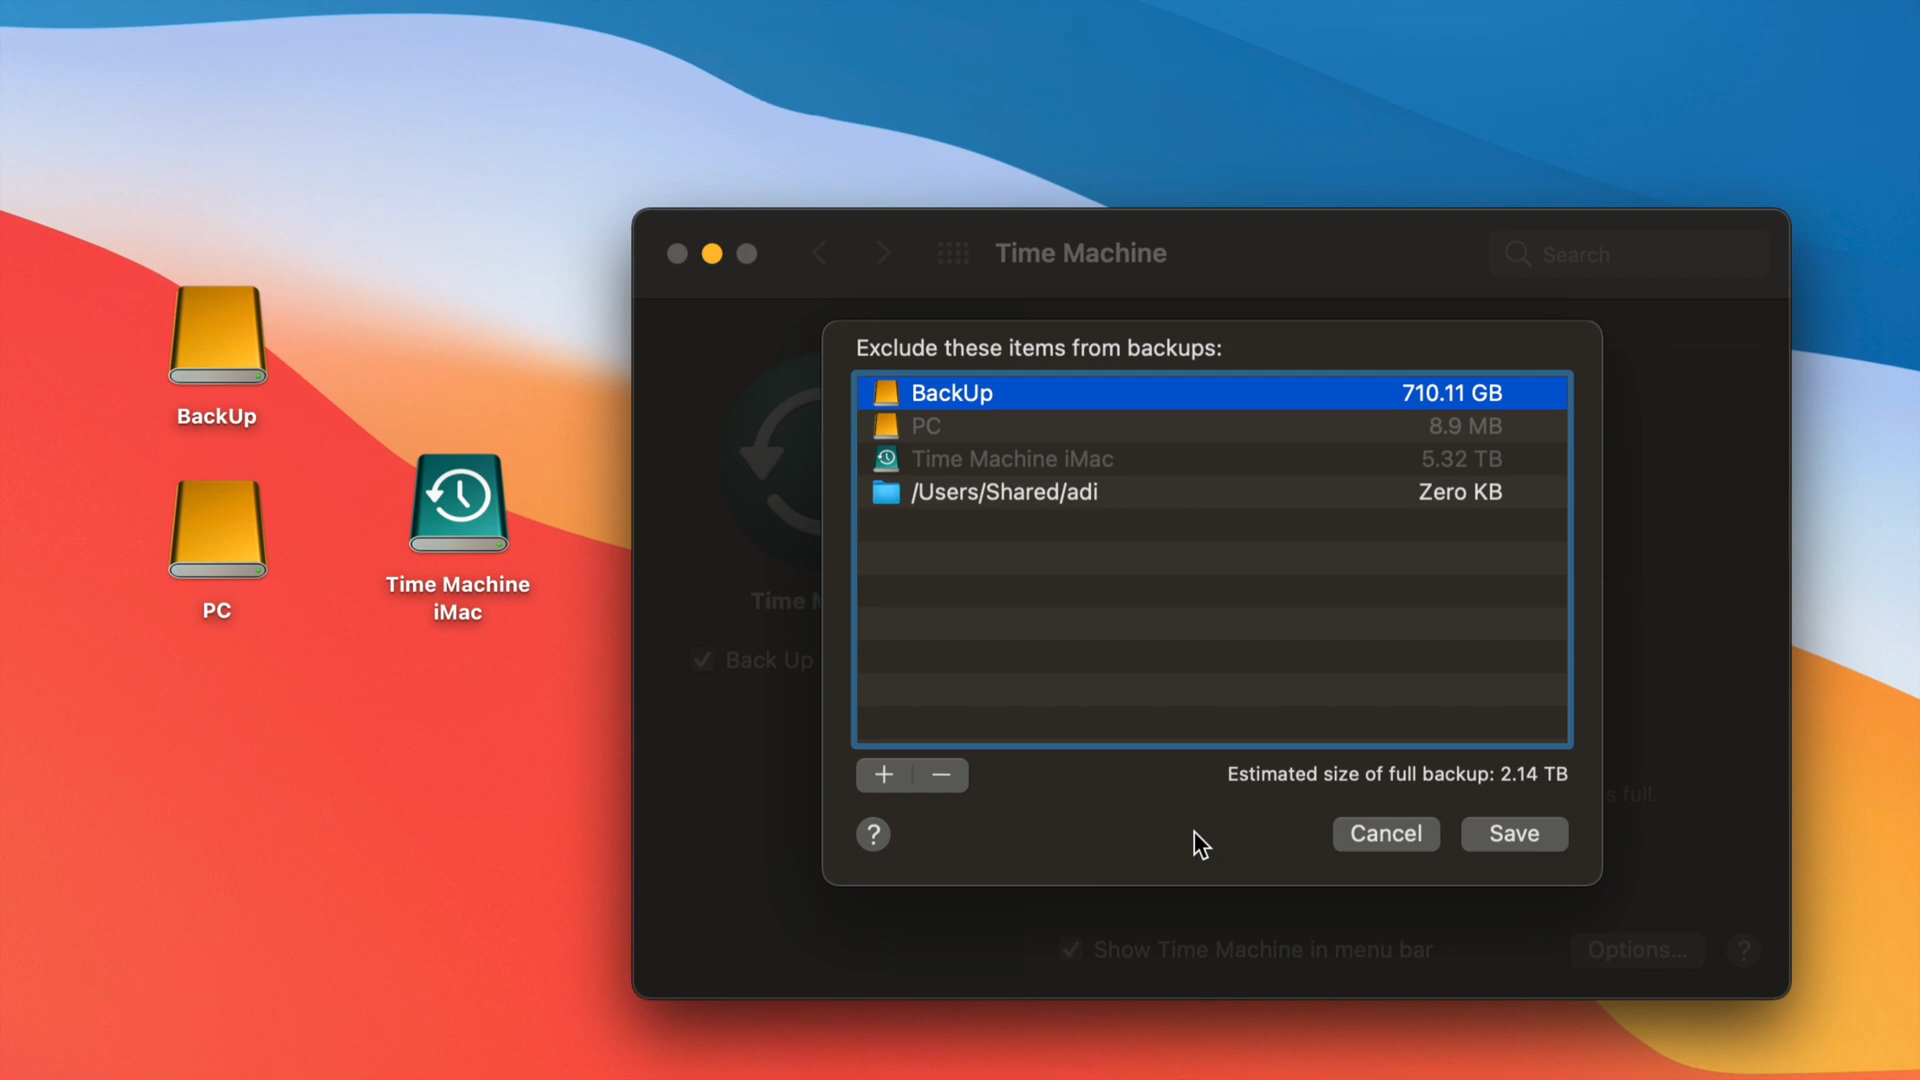 BackUp
PC
Time Machine
iMac
Time Machine
Search
Exclude these items from backups:
BackUp 710.11 GB
PC 8.9 MB
Time Machine iMac 5.32 TB
/Users/Shared/adi Zero KB
Time M
Back Up
+ −
Estimated size of full backup: 2.14 TB
s full.
?
Cancel
Save
Show Time Machine in menu bar
Options...
?